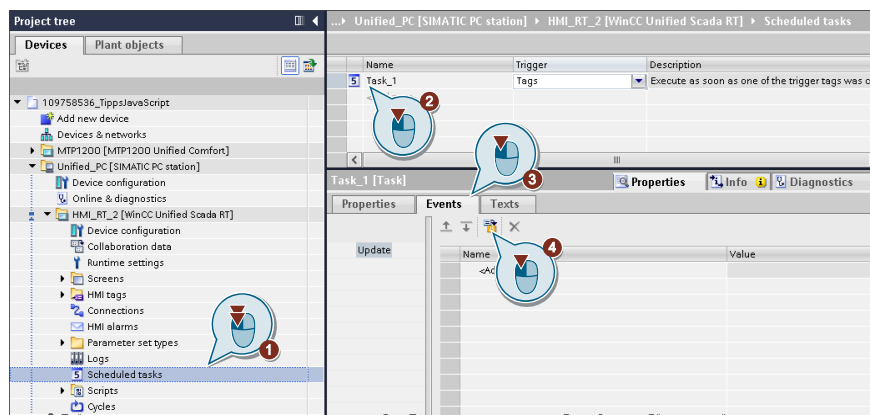 Project tree
Devices
Plant objects
109758536_TippsJavaScript
Add new device
Devices & networks
MTP1200 [MTP1200 Unified Comfort]
Unified_PC [SIMATIC PC station]
Device configuration
Online & diagnostics
HMI_RT_2 [WinCC Unified Scada RT]
Device configuration
Collaboration data
Runtime settings
Screens
HMI tags
Connections
HMI alarms
Parameter set types
Logs
5 Scheduled tasks
Scripts
Cycles
1
... Unified_PC [SIMATIC PC station] HMI_RT_2 [WinCC Unified Scada RT] Scheduled tasks
Name Trigger Description
5 Task_1 Tags Execute as soon as one of the trigger tags was c
2
3
Task_1 [Task]
Properties Info Diagnostics
Properties Events Texts
4
Update
Name Value